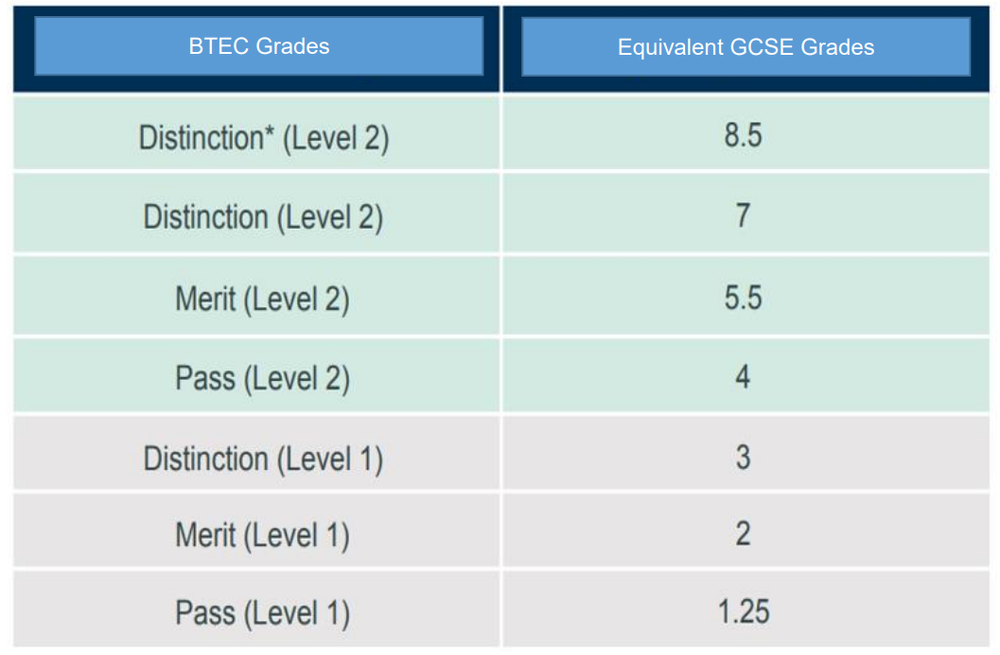 BTEC Grades Equivalent GCSE Grades
Distinction* (Level 2) 8.5
Distinction (Level 2) 7
Merit (Level 2) 5.5
Pass (Level 2) 4
Distinction (Level 1) 3
Merit (Level 1) 2
Pass (Level 1) 1.25